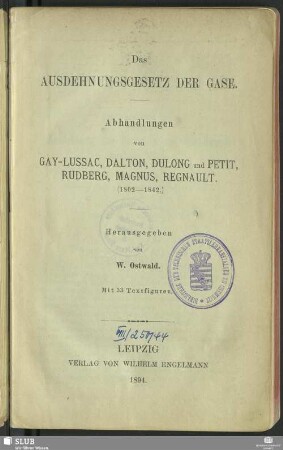 Das
AUSDEHNUNGSGESETZ DER GASE.
Abhandlungen
von
GAY-LUSSAC, DALTON, DULONG und PETIT,
RUDBERG, MAGNUS, REGNAULT.
(1802—1842.)
Herausgegeben
von
W. Ostwald.
Mit 33 Textfiguren.
LEIPZIG
VERLAG VON WILHELM ENGELMANN
1894.
SLUB
Wir führen Wissen.